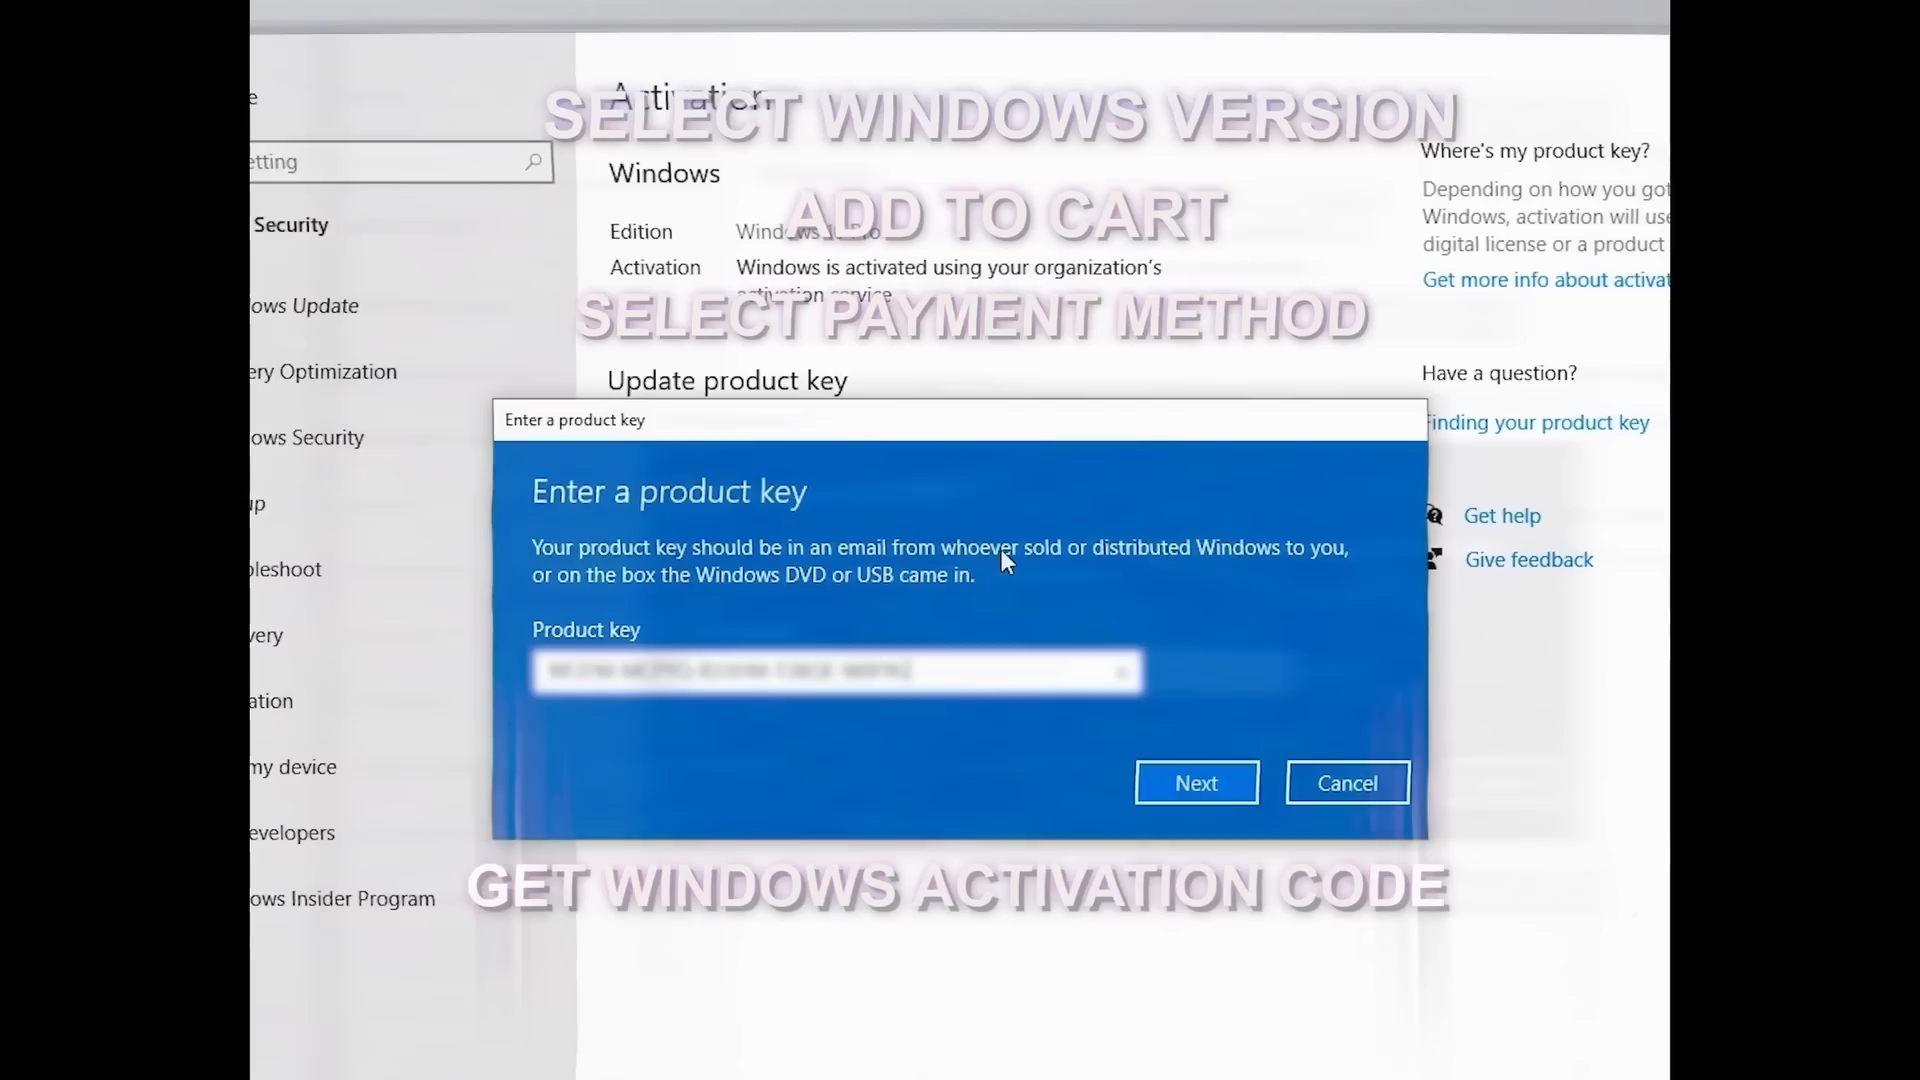 e
Activation
SELECT WINDOWS VERSION
etting
Where's my product key?
Windows
Depending on how you got
Windows, activation will use
digital license or a product
ADD TO CART
Security
Edition
Activation
Windows is activated using your organization's
activation service
Get more info about activat
SELECT PAYMENT METHOD
ows Update
ery Optimization
Update product key
Have a question?
Enter a product key
Finding your product key
ows Security
Enter a product key
up
Get help
Your product key should be in an email from whoever sold or distributed Windows to you,
or on the box the Windows DVD or USB came in.
Give feedback
bleshoot
Product key
very
ation
my device
Next
Cancel
evelopers
GET WINDOWS ACTIVATION CODE
ows Insider Program